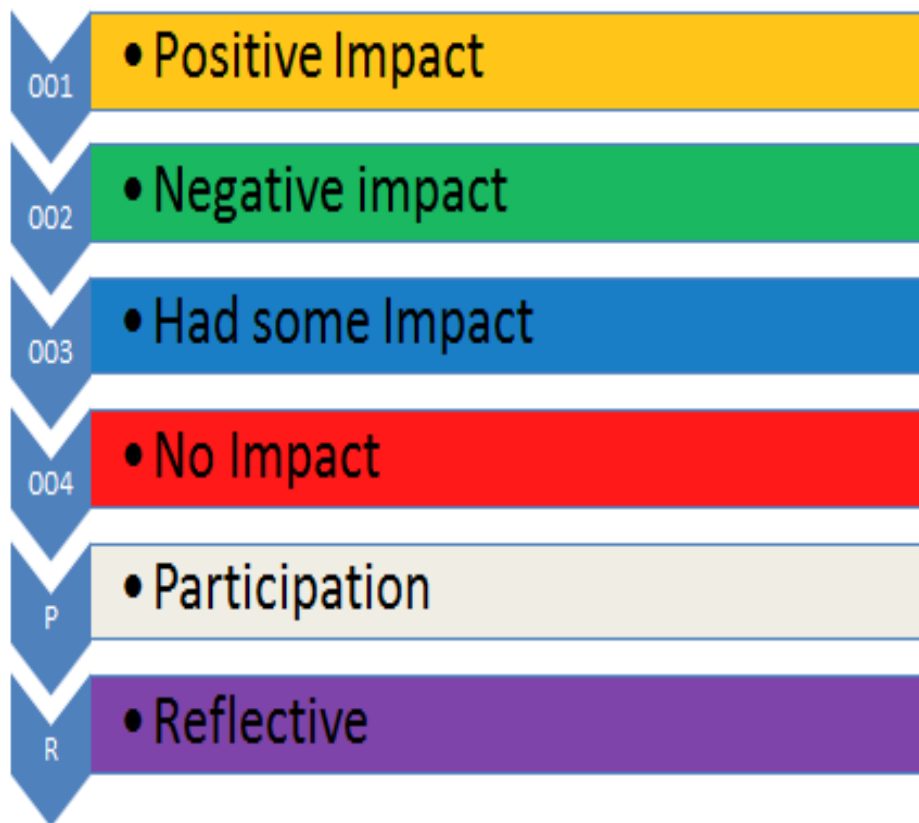 001 • Positive Impact
002 • Negative impact
003 • Had some Impact
004 • No Impact
P • Participation
R • Reflective